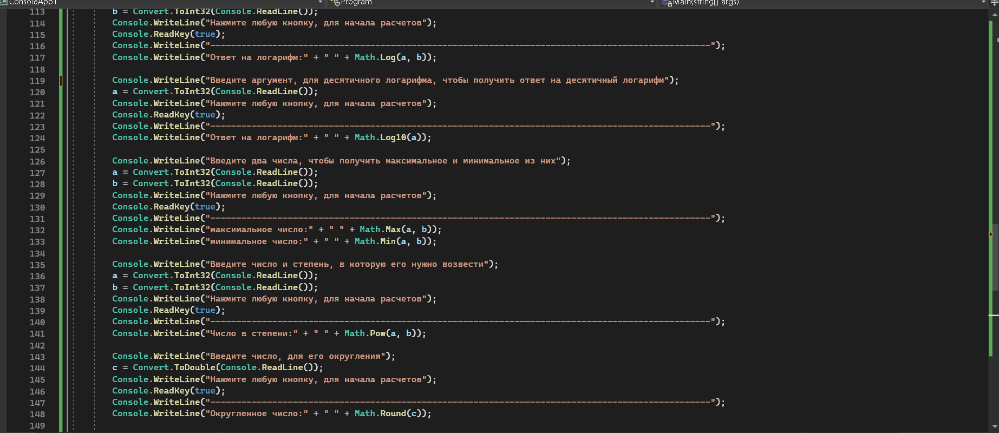 ConsoleApp1 Program Main(string[] args)
113 b = Convert.ToInt32(Console.ReadLine());
114 Console.WriteLine("Нажмите любую кнопку, для начала расчетов");
115 Console.ReadKey(true);
116 Console.WriteLine("-------------------------------------------------------------------------------------------------");
117 Console.WriteLine("Ответ на логарифм:" + " " + Math.Log(a, b));
118
119 Console.WriteLine("Введите аргумент, для десятичного логарифма, чтобы получить ответ на десятичный логарифм");
120 a = Convert.ToInt32(Console.ReadLine());
121 Console.WriteLine("Нажмите любую кнопку, для начала расчетов");
122 Console.ReadKey(true);
123 Console.WriteLine("-------------------------------------------------------------------------------------------------");
124 Console.WriteLine("Ответ на логарифм:" + " " + Math.Log10(a));
125
126 Console.WriteLine("Введите два числа, чтобы получить максимальное и минимальное из них");
127 a = Convert.ToInt32(Console.ReadLine());
128 b = Convert.ToInt32(Console.ReadLine());
129 Console.WriteLine("Нажмите любую кнопку, для начала расчетов");
130 Console.ReadKey(true);
131 Console.WriteLine("-------------------------------------------------------------------------------------------------");
132 Console.WriteLine("максимальное число:" + " " + Math.Max(a, b));
133 Console.WriteLine("минимальное число:" + " " + Math.Min(a, b));
134
135 Console.WriteLine("Введите число и степень, в которую его нужно возвести");
136 a = Convert.ToInt32(Console.ReadLine());
137 b = Convert.ToInt32(Console.ReadLine());
138 Console.WriteLine("Нажмите любую кнопку, для начала расчетов");
139 Console.ReadKey(true);
140 Console.WriteLine("-------------------------------------------------------------------------------------------------");
141 Console.WriteLine("Число в степени:" + " " + Math.Pow(a, b));
142
143 Console.WriteLine("Введите число, для его округления");
144 c = Convert.ToDouble(Console.ReadLine());
145 Console.WriteLine("Нажмите любую кнопку, для начала расчетов");
146 Console.ReadKey(true);
147 Console.WriteLine("-------------------------------------------------------------------------------------------------");
148 Console.WriteLine("Округленное число:" + " " + Math.Round(c));
149